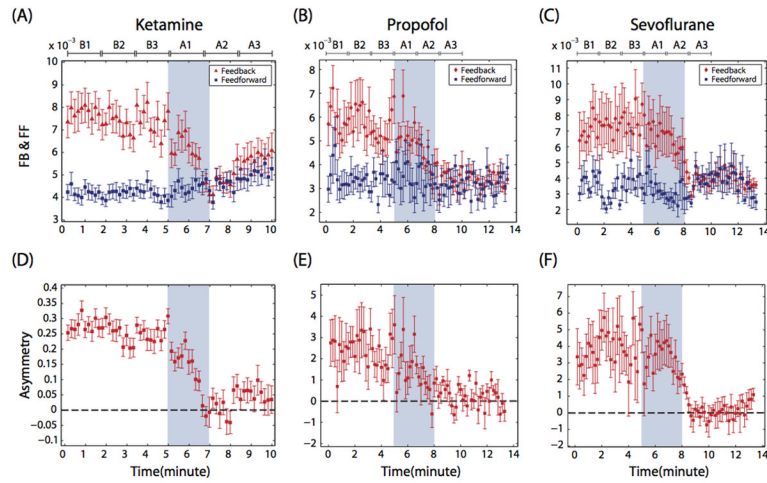 (A) Ketamine (B) Propofol (C) Sevoflurane
x 10⁻³ B1 B2 B3 A1 A2 A3 x 10⁻³ B1 B2 B3 A1 A2 A3 x 10⁻³ B1 B2 B3 A1 A2 A3
Feedback
Feedforward
Feedback
Feedforward
Feedback
Feedforward
FB & FF
10
9
8
7
6
5
4
3
0 1 2 3 4 5 6 7 8 9 10
8
7
6
5
4
3
2
0 2 4 6 8 10 12 14
11
10
9
8
7
6
5
4
3
2
0 2 4 6 8 10 12 14
(D) (E) (F)
Asymmetry
0.4
0.35
0.3
0.25
0.2
0.15
0.1
0.05
0
-0.05
-0.1
0 1 2 3 4 5 6 7 8 9 10
Time(minute)
5
4
3
2
1
0
−1
−2
0 2 4 6 8 10 12 14
Time(minute)
7
6
5
4
3
2
1
0
−1
−2
0 2 4 6 8 10 12 14
Time(minute)